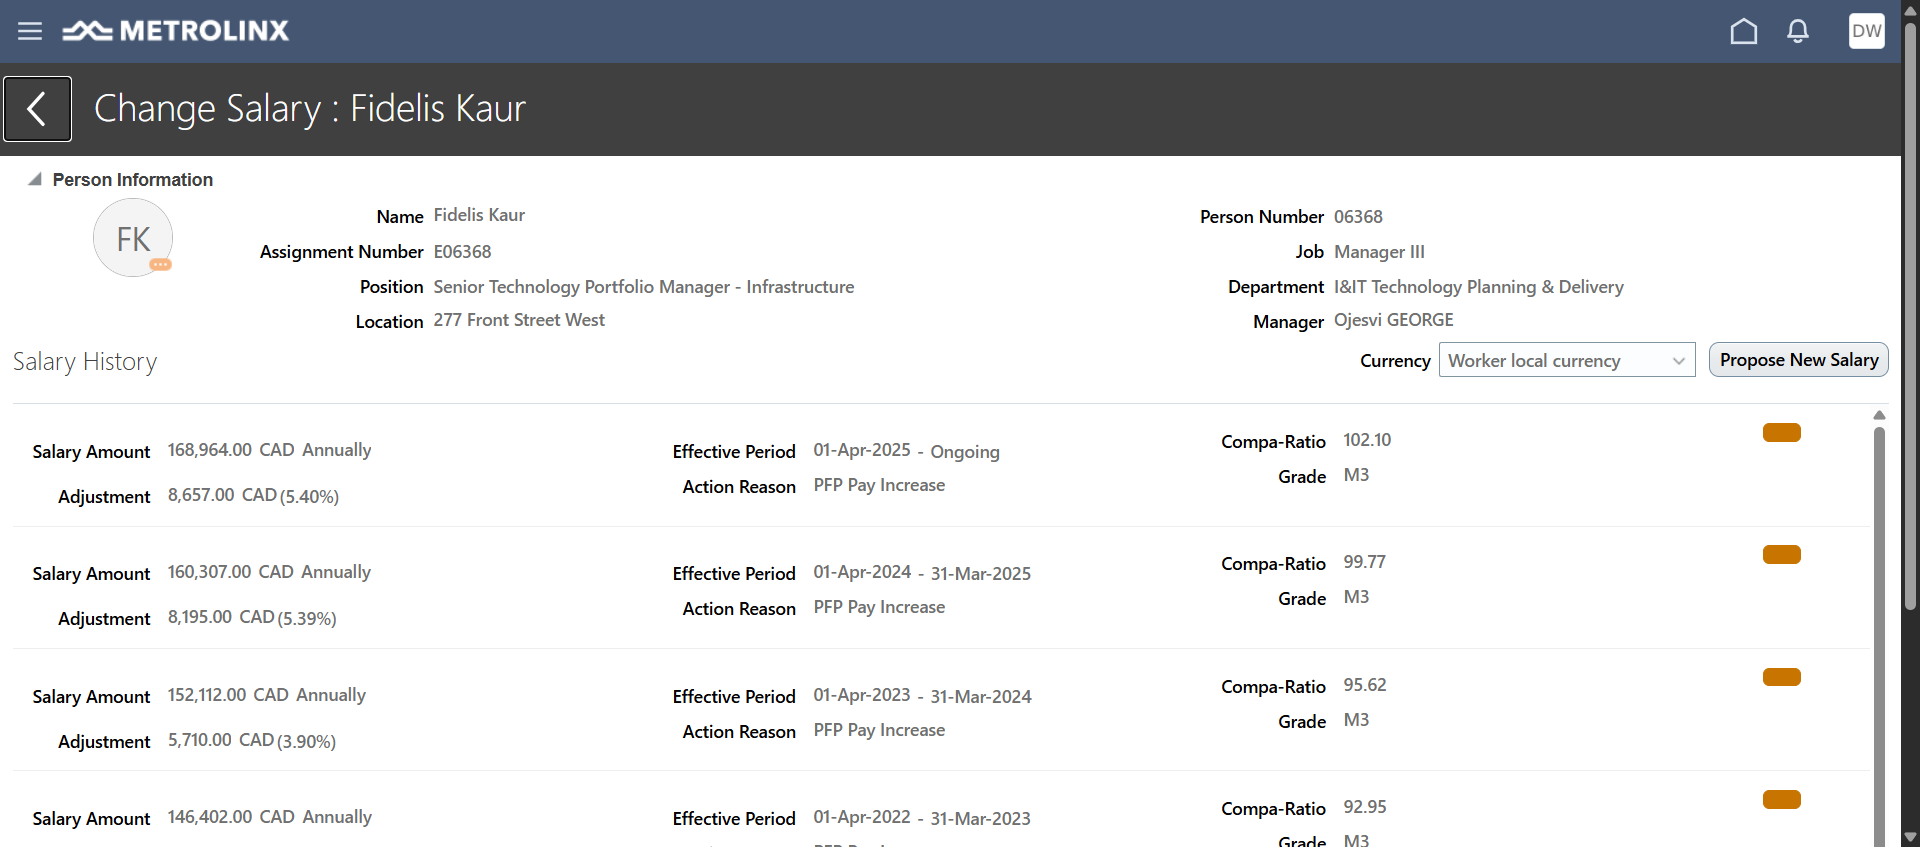 METROLINX
DW
Change Salary : Fidelis Kaur
Person Information
FK
Name Fidelis Kaur
Person Number 06368
Assignment Number E06368
Job Manager III
Position Senior Technology Portfolio Manager - Infrastructure
Department I&IT Technology Planning & Delivery
Location 277 Front Street West
Manager Ojesvi GEORGE
Salary History
Currency Worker local currency
Propose New Salary
Salary Amount 168,964.00 CAD Annually
Effective Period 01-Apr-2025 - Ongoing
Compa-Ratio 102.10
Adjustment 8,657.00 CAD (5.40%)
Action Reason PFP Pay Increase
Grade M3
Salary Amount 160,307.00 CAD Annually
Effective Period 01-Apr-2024 - 31-Mar-2025
Compa-Ratio 99.77
Adjustment 8,195.00 CAD (5.39%)
Action Reason PFP Pay Increase
Grade M3
Salary Amount 152,112.00 CAD Annually
Effective Period 01-Apr-2023 - 31-Mar-2024
Compa-Ratio 95.62
Adjustment 5,710.00 CAD (3.90%)
Action Reason PFP Pay Increase
Grade M3
Salary Amount 146,402.00 CAD Annually
Effective Period 01-Apr-2022 - 31-Mar-2023
Compa-Ratio 92.95
Grade M3